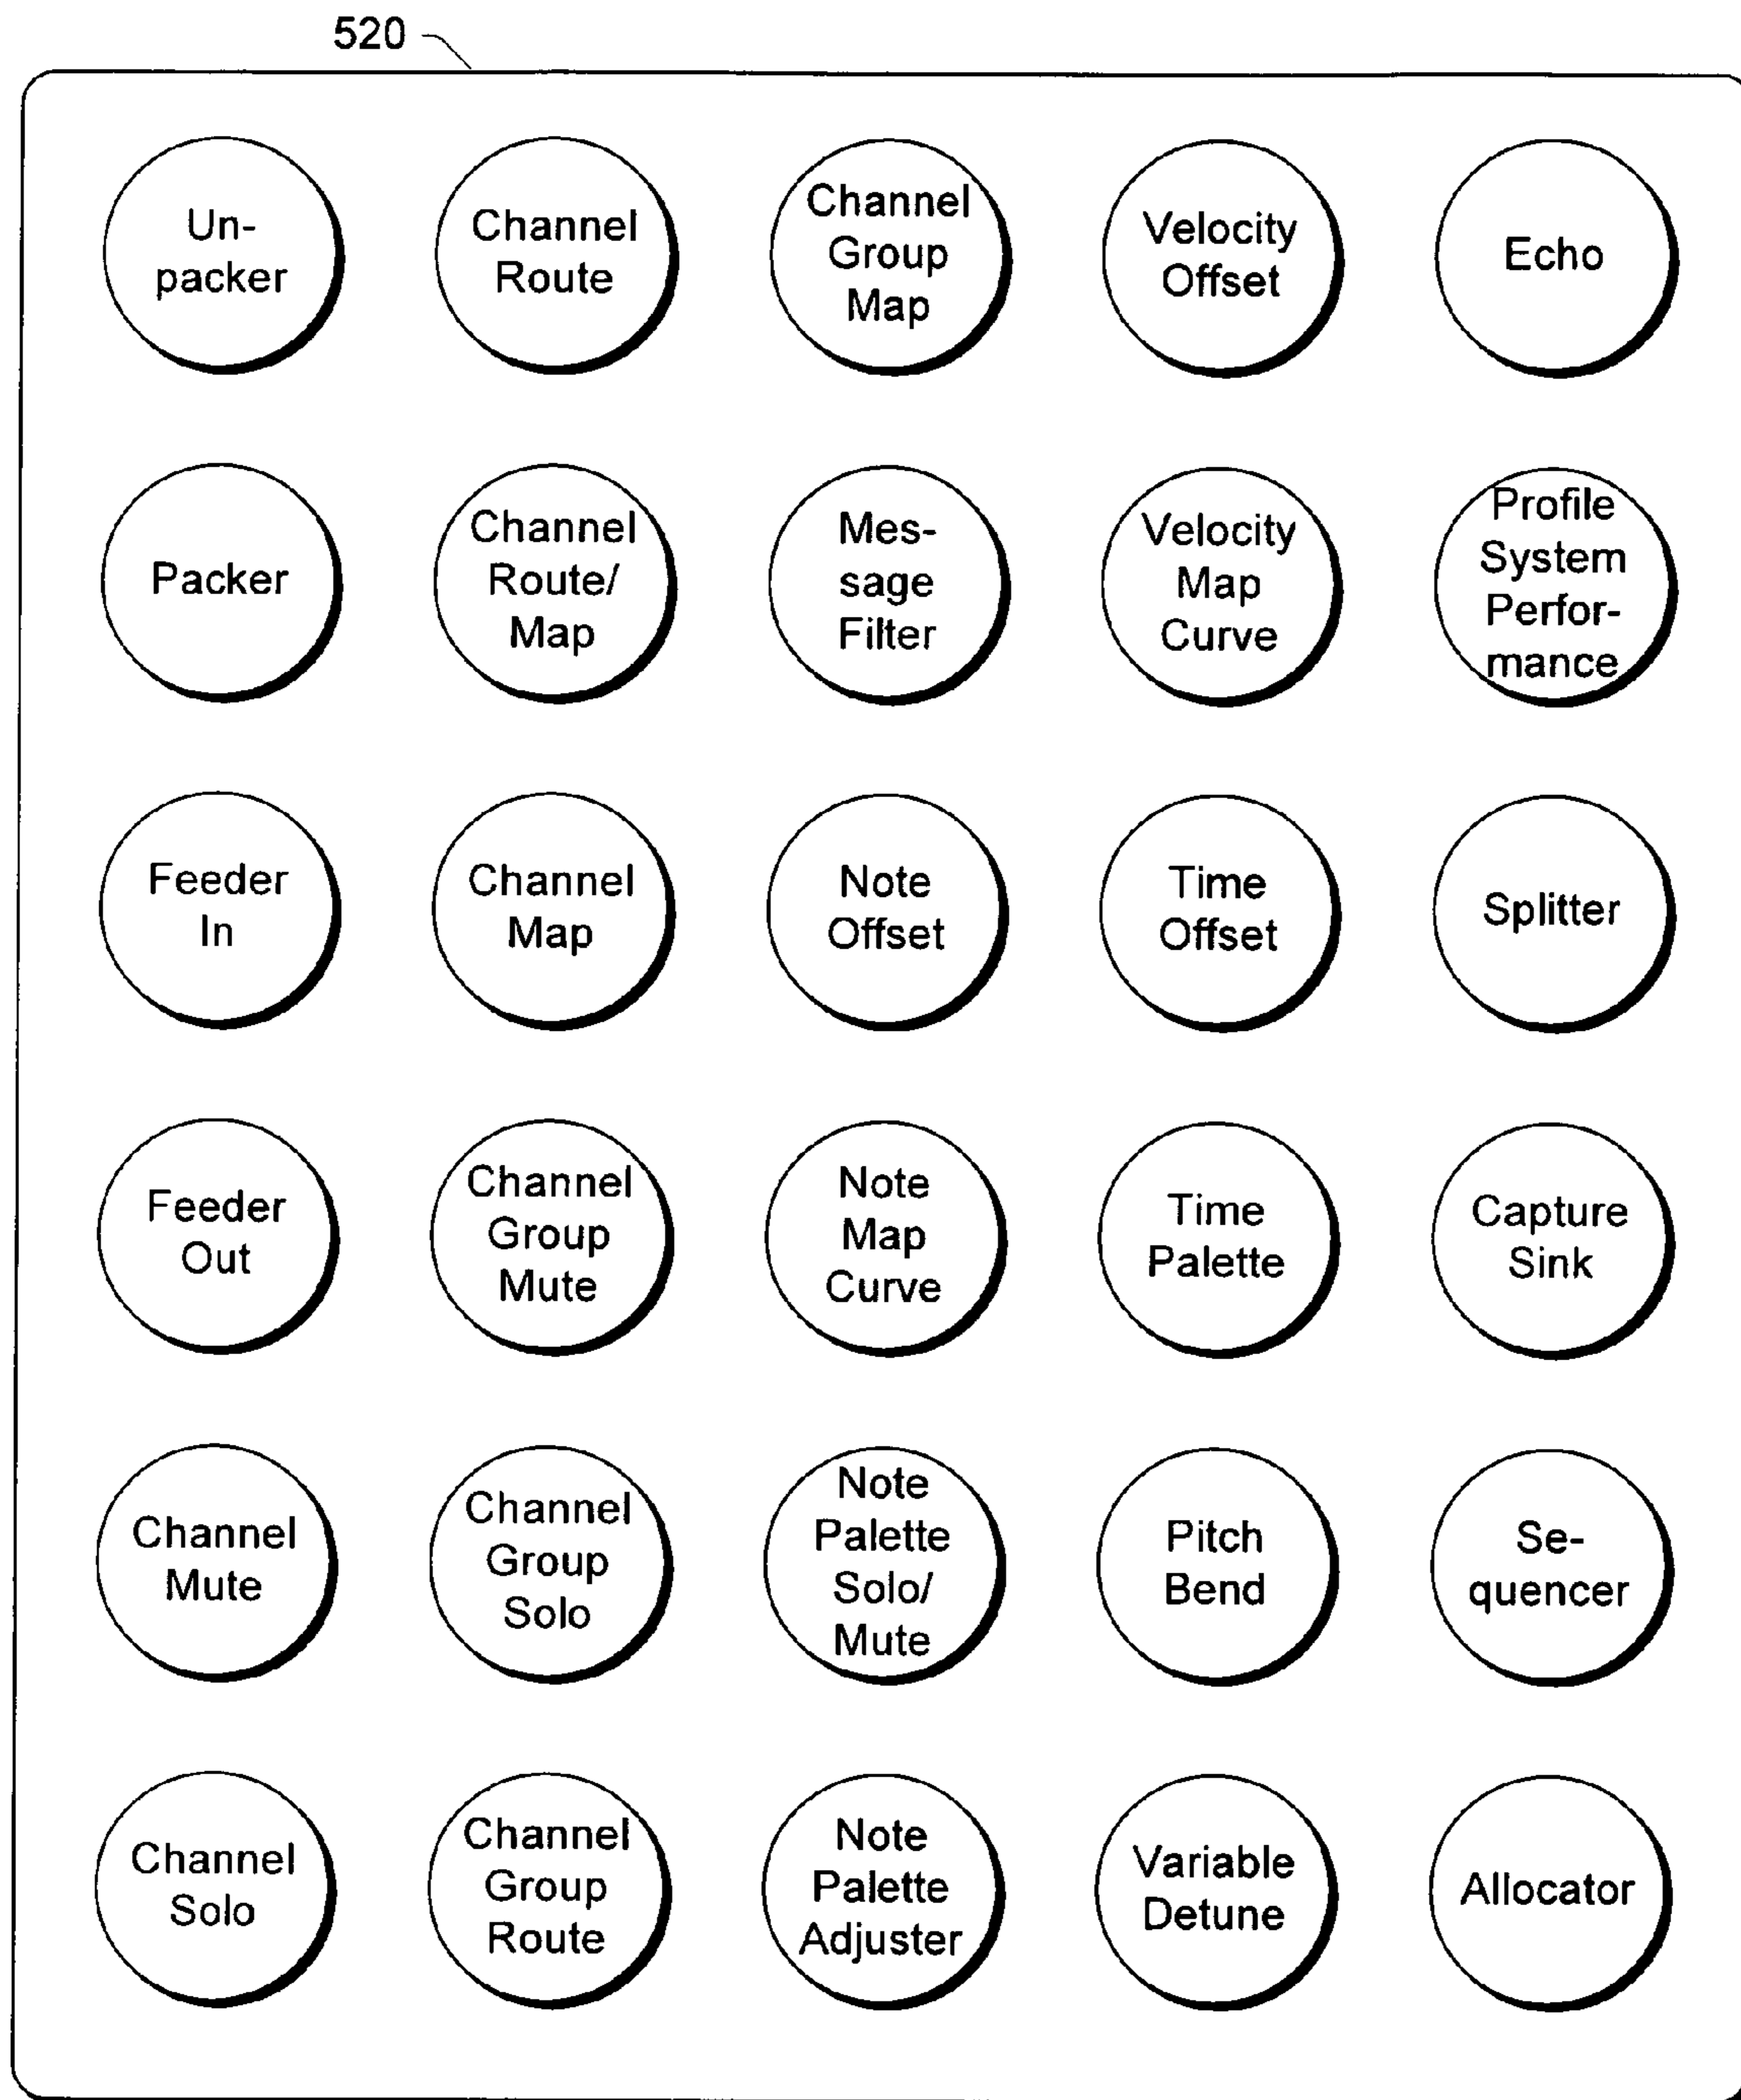 520
Un-
packer
Channel
Route
Channel
Group
Map
Velocity
Offset
Echo
Packer
Channel
Route/
Map
Mes-
sage
Filter
Velocity
Map
Curve
Profile
System
Perfor-
mance
Feeder
In
Channel
Map
Note
Offset
Time
Offset
Splitter
Feeder
Out
Channel
Group
Mute
Note
Map
Curve
Time
Palette
Capture
Sink
Channel
Mute
Channel
Group
Solo
Note
Palette
Solo/
Mute
Pitch
Bend
Se-
quencer
Channel
Solo
Channel
Group
Route
Note
Palette
Adjuster
Variable
Detune
Allocator